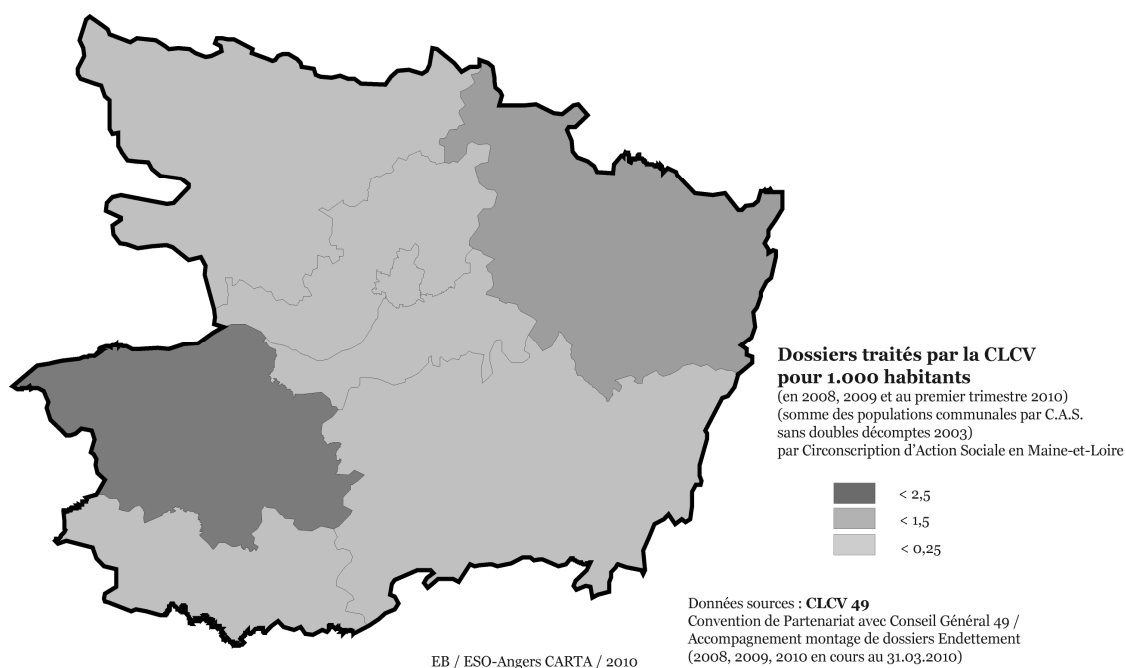 Dossiers traités par la CLCV
pour 1.000 habitants
(en 2008, 2009 et au premier trimestre 2010)
(somme des populations communales par C.A.S.
sans doubles décomptes 2003)
par Circonscription d'Action Sociale en Maine-et-Loire
< 2,5
< 1,5
< 0,25
Données sources : CLCV 49
Convention de Partenariat avec Conseil Général 49 /
Accompagnement montage de dossiers Endettement
(2008, 2009, 2010 en cours au 31.03.2010)
EB / ESO-Angers CARTA / 2010